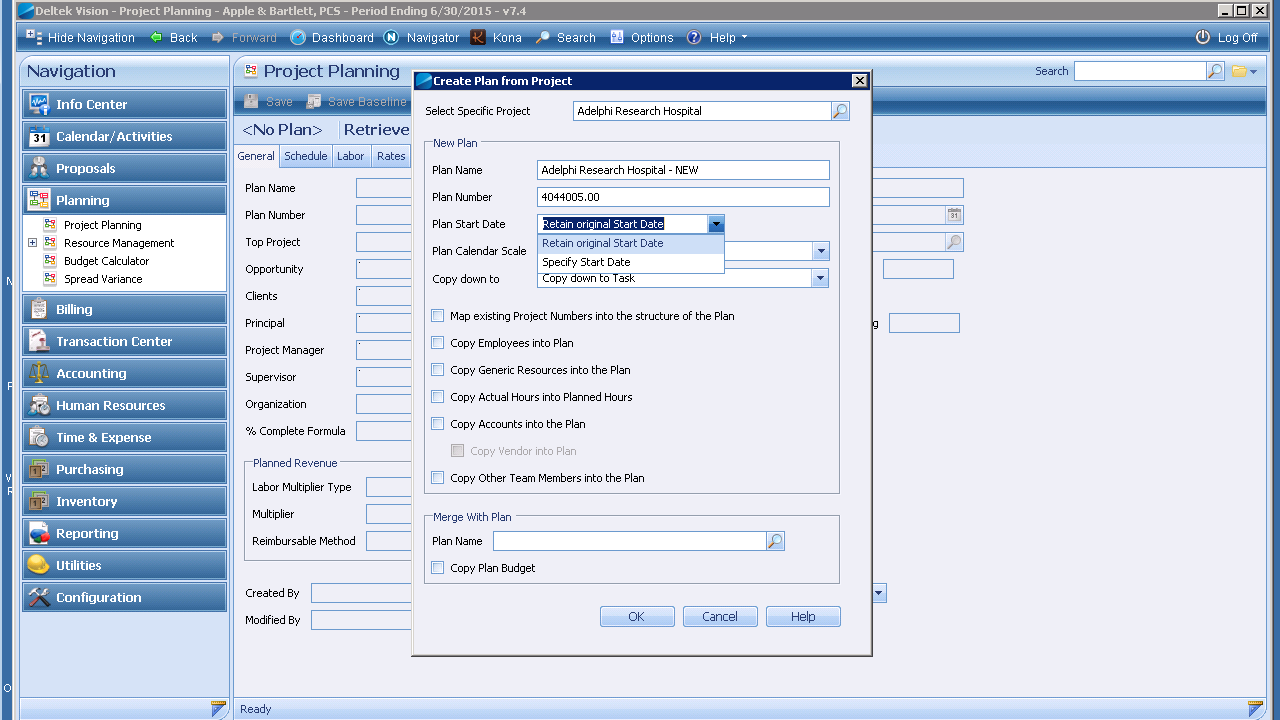 Deltek Vision - Project Planning - Apple & Bartlett, PCS - Period Ending 6/30/2015 - v7.4
Hide Navigation Back Forward Dashboard Navigator Kona Search Options Help Log Off
Navigation
Info Center
31 Calendar/Activities
Proposals
Planning
Project Planning
Resource Management
Budget Calculator
Spread Variance
Billing
Transaction Center
Accounting
Human Resources
Time & Expense
Purchasing
Inventory
Reporting
Utilities
Configuration
Project Planning
Search
Save Save Baseline
<No Plan> Retrieve
General Schedule Labor Rates
Plan Name
Plan Number
31
Top Project
Opportunity
Clients
Principal
Project Manager
Supervisor
Organization
% Complete Formula
Planned Revenue
Labor Multiplier Type
Multiplier
Reimbursable Method
Created By
Modified By
Ready
Create Plan from Project
Select Specific Project Adelphi Research Hospital
New Plan
Plan Name Adelphi Research Hospital - NEW
Plan Number 4044005.00
Plan Start Date Retain original Start Date
Retain original Start Date
Specify Start Date
Plan Calendar Scale
Copy down to Copy down to Task
Map existing Project Numbers into the structure of the Plan
Copy Employees into Plan
Copy Generic Resources into the Plan
Copy Actual Hours into Planned Hours
Copy Accounts into the Plan
Copy Vendor into Plan
Copy Other Team Members into the Plan
Merge With Plan
Plan Name
Copy Plan Budget
OK Cancel Help